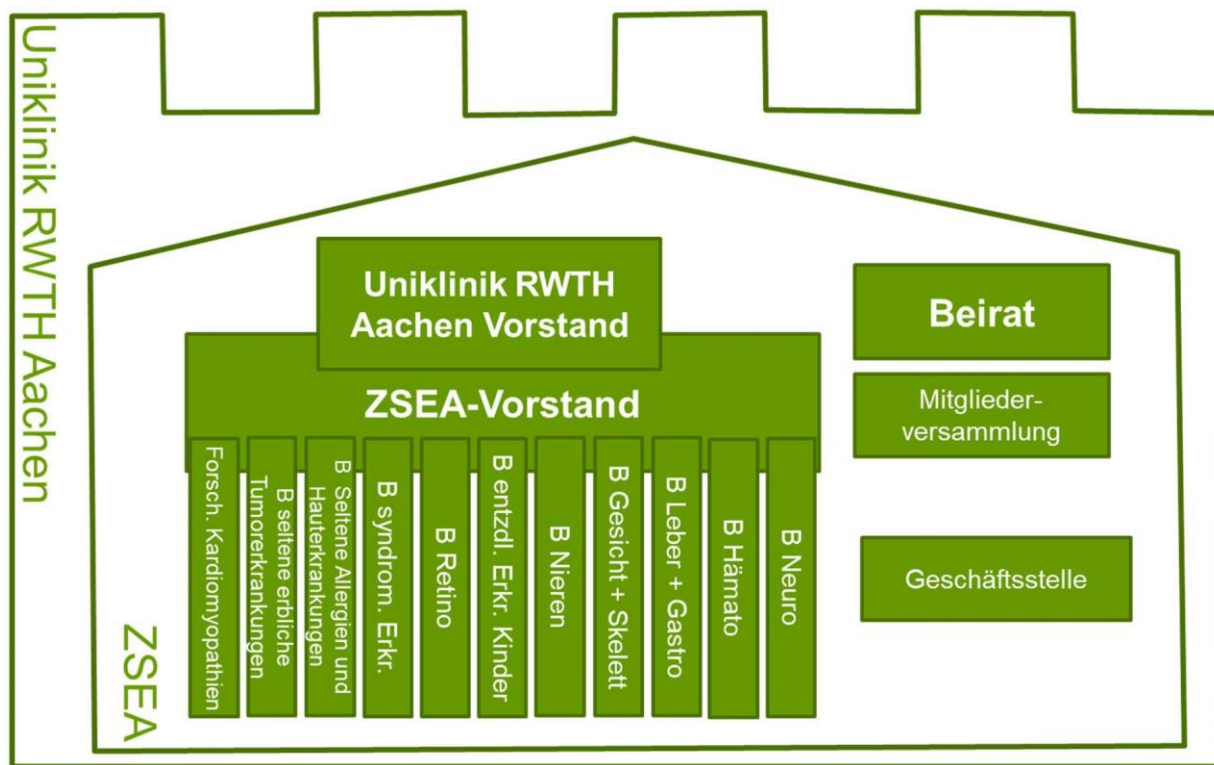 Uniklinik RWTH Aachen
ZSEA
Uniklinik RWTH
Aachen Vorstand
ZSEA-Vorstand
Forsch. Kardiomyopathien
B seltene erbliche
Tumorerkrankungen
B Seltene Allergien und
Hauterkrankungen
B syndrom. Erkr.
B Retino
B entzdl. Erkr. Kinder
B Nieren
B Gesicht + Skelett
B Leber + Gastro
B Hämato
B Neuro
Beirat
Mitglieder-
versammlung
Geschäftsstelle